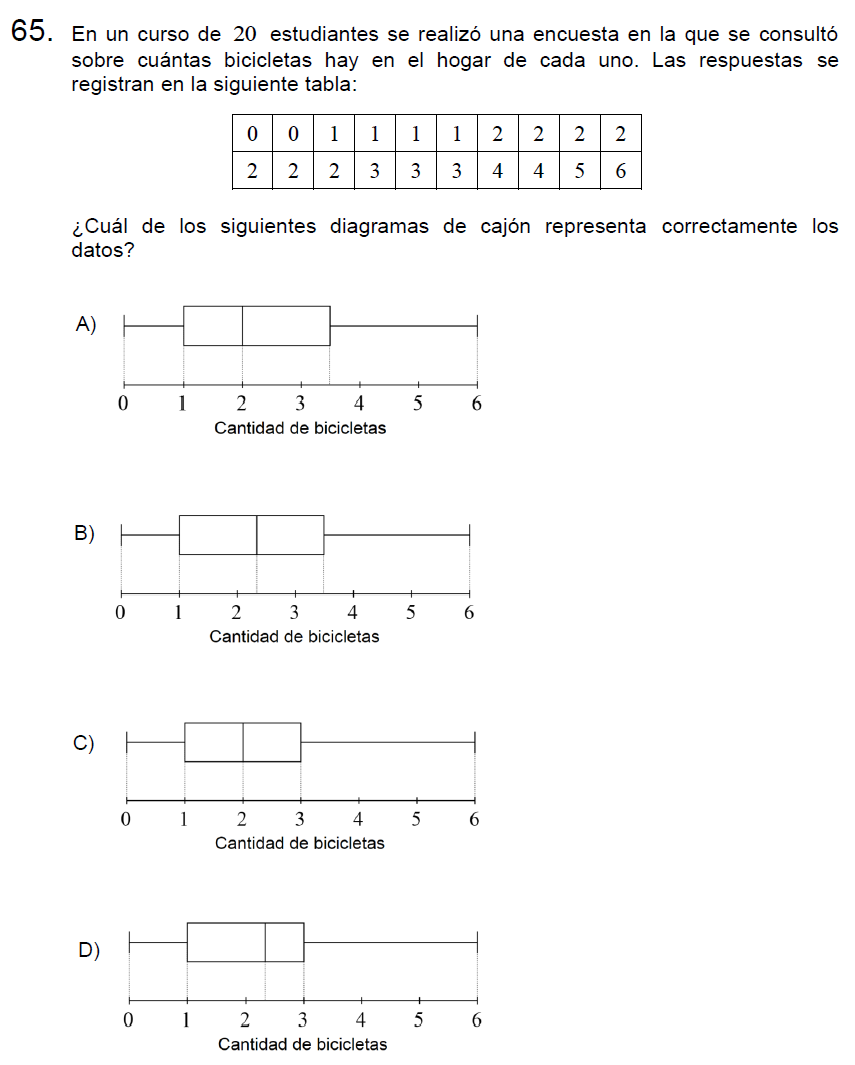 65. En un curso de 20 estudiantes se realizó una encuesta en la que se consultó
sobre cuántas bicicletas hay en el hogar de cada uno. Las respuestas se
registran en la siguiente tabla:
0 0 1 1 1 1 2 2 2 2
2 2 2 3 3 3 4 4 5 6
¿Cuál de los siguientes diagramas de cajón representa correctamente los
datos?
A)
0 1 2 3 4 5 6
Cantidad de bicicletas
B)
0 1 2 3 4 5 6
Cantidad de bicicletas
C)
0 1 2 3 4 5 6
Cantidad de bicicletas
D)
0 1 2 3 4 5 6
Cantidad de bicicletas